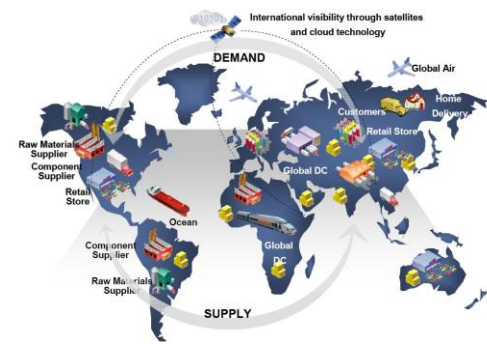 010101
International visibility through satellites
and cloud technology
DEMAND
Global Air
Home
Delivery
Customers
Retail Store
Raw Materials
Supplier
Component
Supplier
Retail
Store
Global DC
Ocean
Component
Supplier
Global
DC
Raw Materials
Supplier
SUPPLY